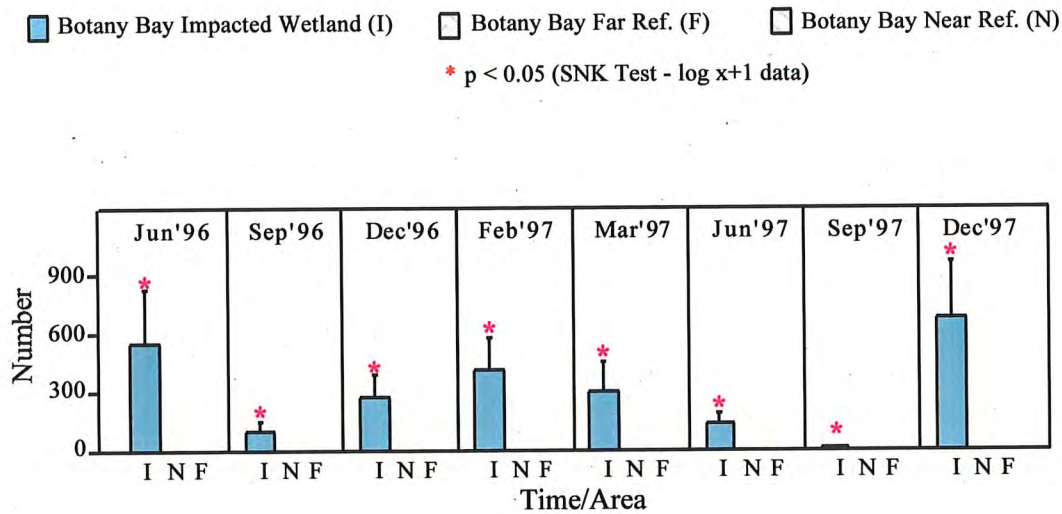 Botany Bay Impacted Wetland (I) Botany Bay Far Ref. (F) Botany Bay Near Ref. (N)
* p < 0.05 (SNK Test - log x+1 data)
Jun'96 Sep'96 Dec'96 Feb'97 Mar'97 Jun'97 Sep'97 Dec'97
* * * * * * * *
900
600
300
0
Number
I N F I N F I N F I N F I N F I N F I N F I N F
Time/Area